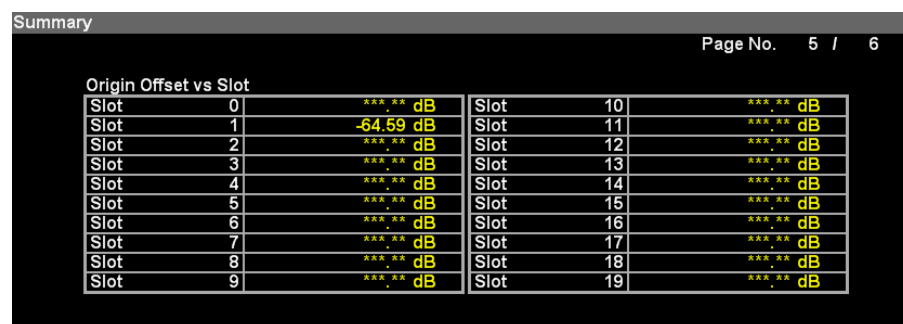 Summary
Page No. 5 / 6
Origin Offset vs Slot
Slot 0 ***.** dB Slot 10 ***.** dB
Slot 1 -64.59 dB Slot 11 ***.** dB
Slot 2 ***.** dB Slot 12 ***.** dB
Slot 3 ***.** dB Slot 13 ***.** dB
Slot 4 ***.** dB Slot 14 ***.** dB
Slot 5 ***.** dB Slot 15 ***.** dB
Slot 6 ***.** dB Slot 16 ***.** dB
Slot 7 ***.** dB Slot 17 ***.** dB
Slot 8 ***.** dB Slot 18 ***.** dB
Slot 9 ***.** dB Slot 19 ***.** dB